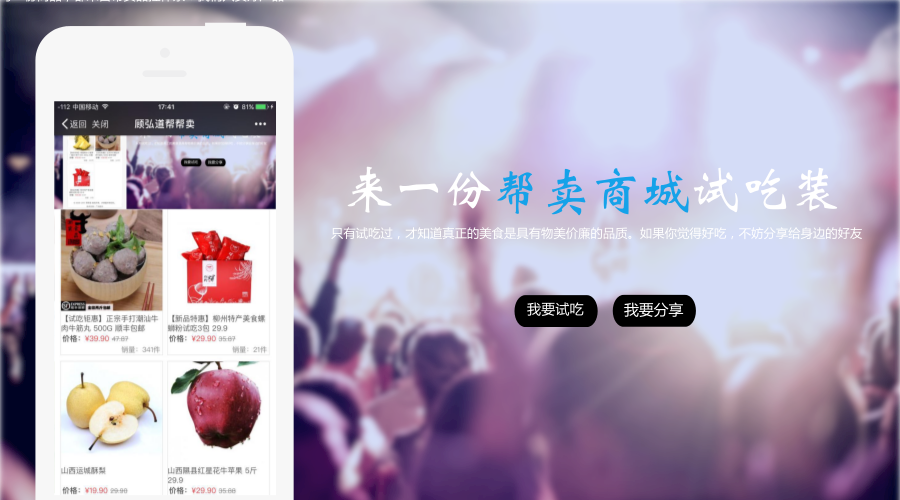 -112 中国移动 17:41 81%
返回 关闭 顾弘道帮帮卖
我要试吃 我要分享
【试吃钜惠】正宗手打潮汕牛
肉牛筋丸 500G 顺丰包邮
价格：¥39.90 47.87
销量：341件
【新品特惠】柳州特产美食螺
蛳粉试吃3包 29.9
价格：¥29.90 35.87
销量：21件
山西运城酥梨
价格：¥19.90 29.90
山西隰县红星花牛苹果 5斤
29.9
价格：¥29.90 35.88
来一份帮卖商城试吃装
只有试吃过，才知道真正的美食是具有物美价廉的品质。如果你觉得好吃，不妨分享给身边的好友
我要试吃
我要分享